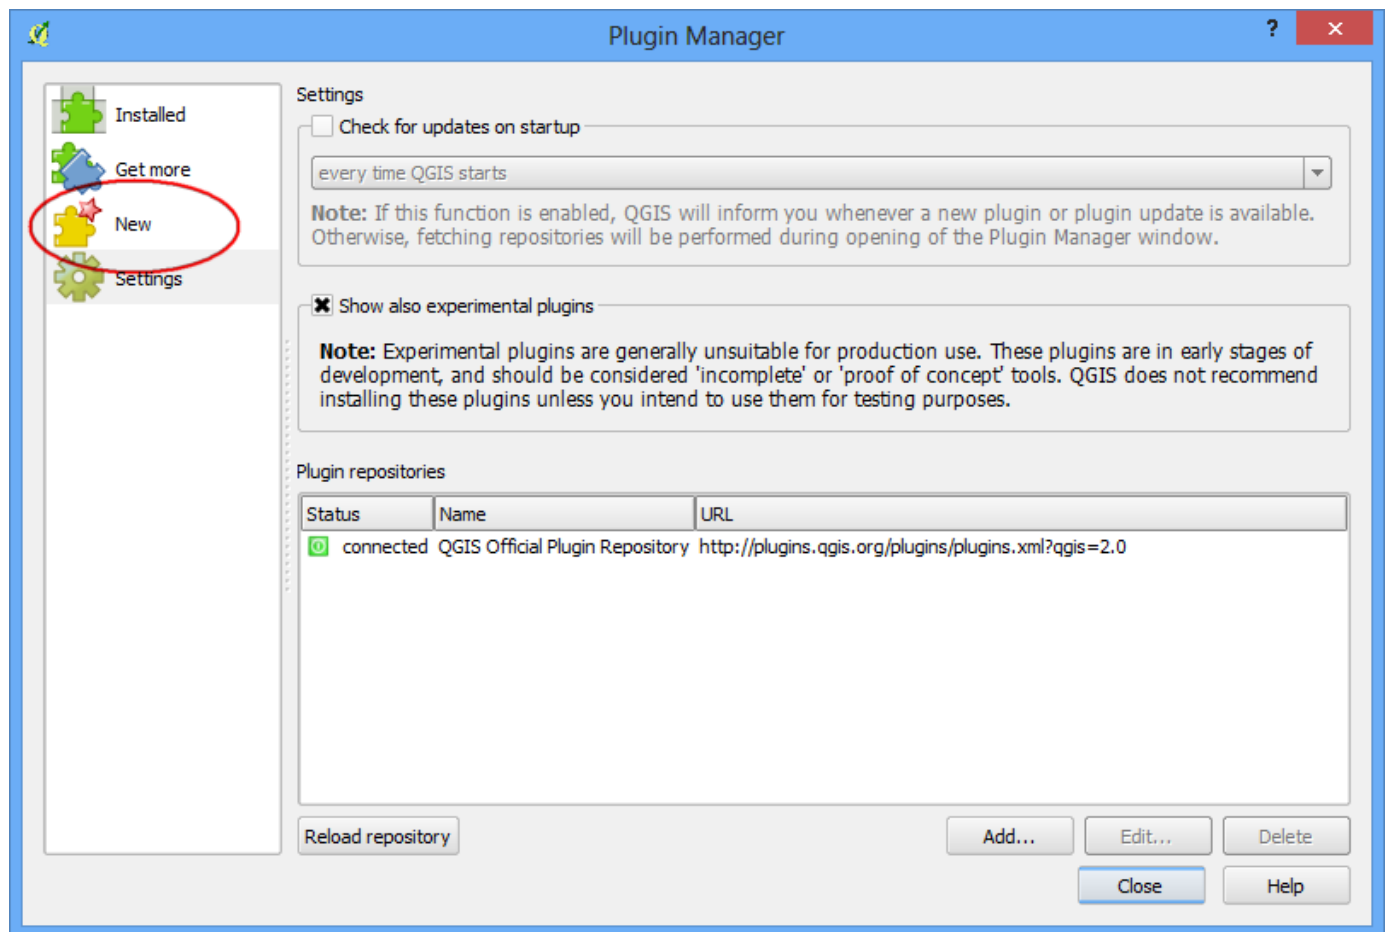 Plugin Manager
?
Installed
Get more
New
Settings
Settings
Check for updates on startup
every time QGIS starts
Note: If this function is enabled, QGIS will inform you whenever a new plugin or plugin update is available.
Otherwise, fetching repositories will be performed during opening of the Plugin Manager window.
Show also experimental plugins
Note: Experimental plugins are generally unsuitable for production use. These plugins are in early stages of
development, and should be considered 'incomplete' or 'proof of concept' tools. QGIS does not recommend
installing these plugins unless you intend to use them for testing purposes.
Plugin repositories
Status Name URL
connected QGIS Official Plugin Repository http://plugins.qgis.org/plugins/plugins.xml?qgis=2.0
Reload repository Add... Edit... Delete
Close Help